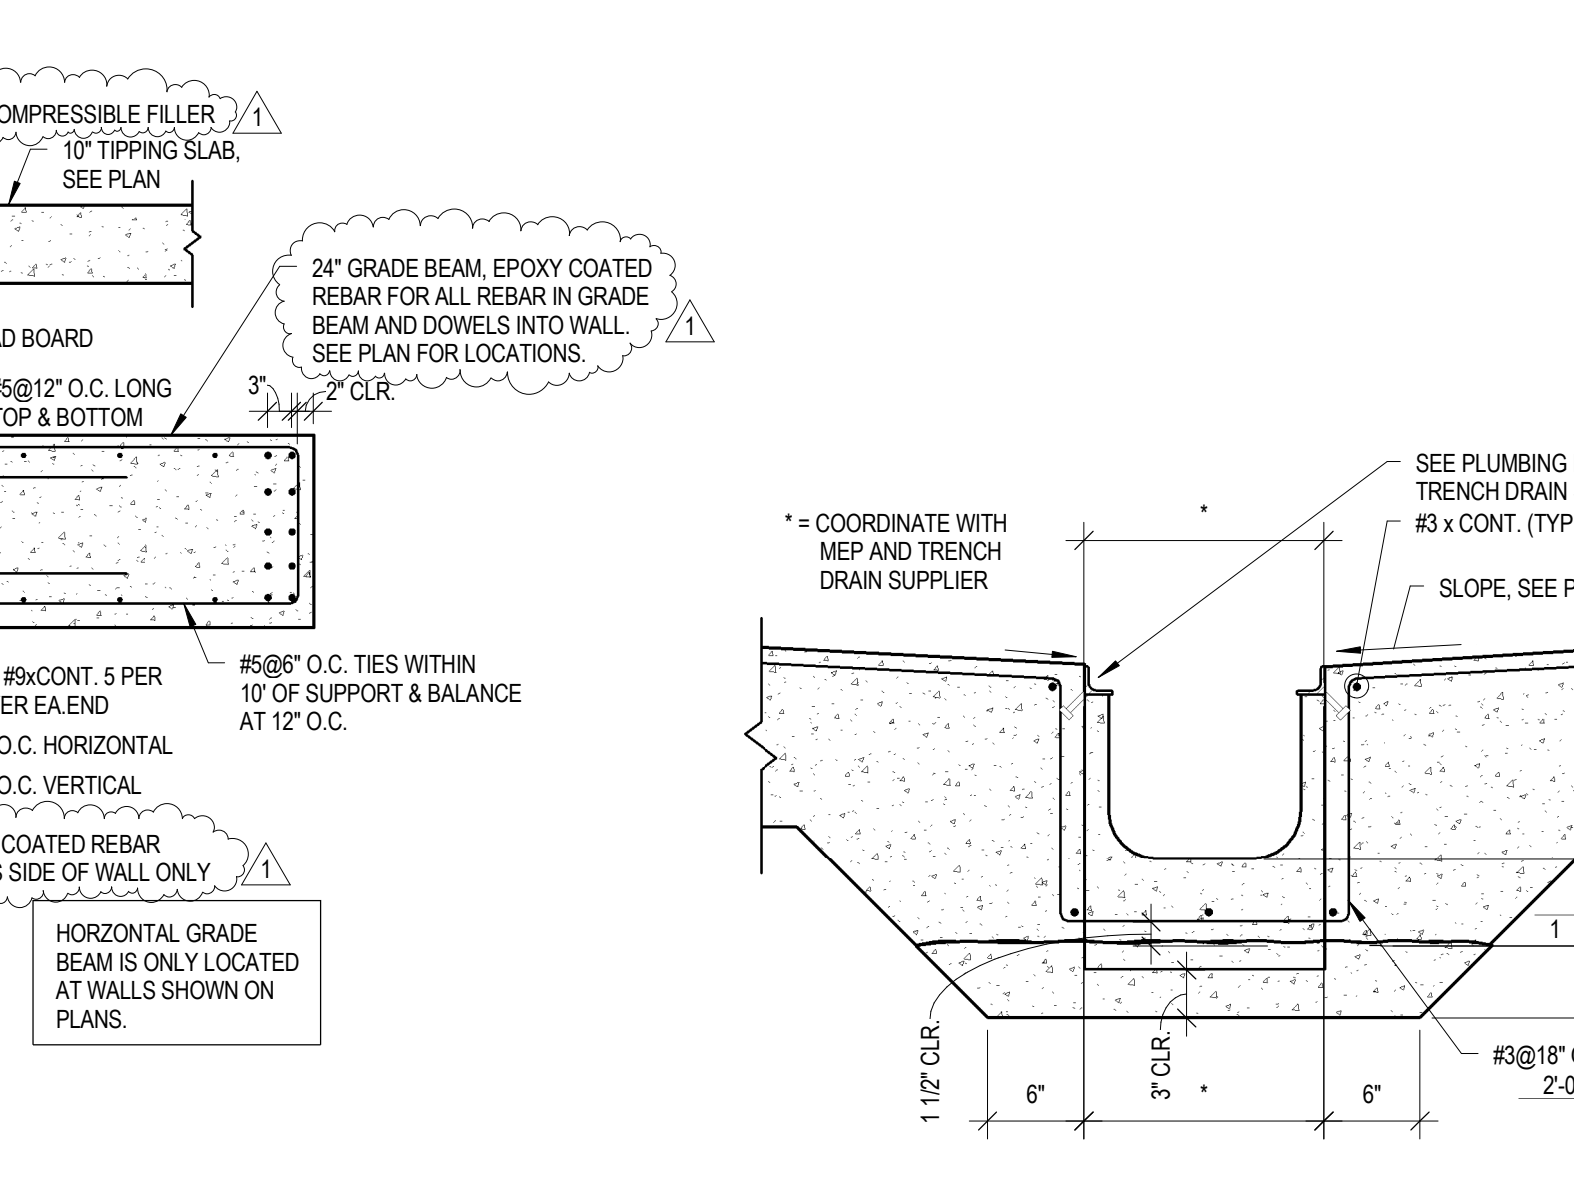 OMPRESSIBLE FILLER
1
10" TIPPING SLAB,
SEE PLAN
24" GRADE BEAM, EPOXY COATED
REBAR FOR ALL REBAR IN GRADE
BEAM AND DOWELS INTO WALL.
SEE PLAN FOR LOCATIONS.
1
AD BOARD
#5@12" O.C. LONG
TOP & BOTTOM
3"
2" CLR.
#5@6" O.C. TIES WITHIN
10' OF SUPPORT & BALANCE
AT 12" O.C.
#9xCONT. 5 PER
ER EA.END
O.C. HORIZONTAL
O.C. VERTICAL
COATED REBAR
S SIDE OF WALL ONLY
1
HORZONTAL GRADE
BEAM IS ONLY LOCATED
AT WALLS SHOWN ON
PLANS.
* = COORDINATE WITH
MEP AND TRENCH
DRAIN SUPPLIER
*
SEE PLUMBING
TRENCH DRAIN
#3 x CONT. (TYP
SLOPE, SEE P
1
1 1/2" CLR.
3" CLR.
6"
*
6"
#3@18"
2'-0